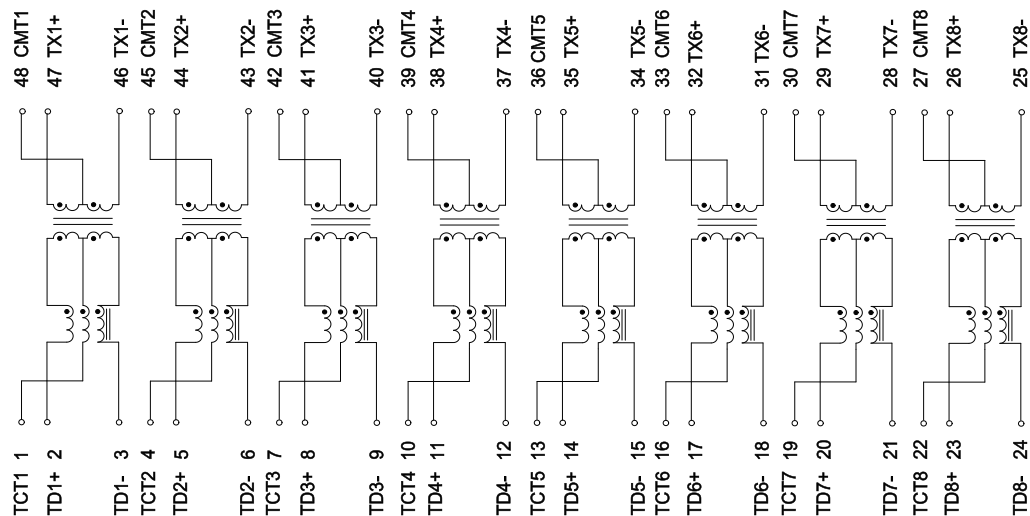 48 CMT1
47 TX1+
46 TX1-
45 CMT2
44 TX2+
43 TX2-
42 CMT3
41 TX3+
40 TX3-
39 CMT4
38 TX4+
37 TX4-
36 CMT5
35 TX5+
34 TX5-
33 CMT6
32 TX6+
31 TX6-
30 CMT7
29 TX7+
28 TX7-
27 CMT8
26 TX8+
25 TX8-
TCT1 1
TD1+ 2
TD1- 3
TCT2 4
TD2+ 5
TD2- 6
TCT3 7
TD3+ 8
TD3- 9
TCT4 10
TD4+ 11
TD4- 12
TCT5 13
TD5+ 14
TD5- 15
TCT6 16
TD6+ 17
TD6- 18
TCT7 19
TD7+ 20
TD7- 21
TCT8 22
TD8+ 23
TD8- 24